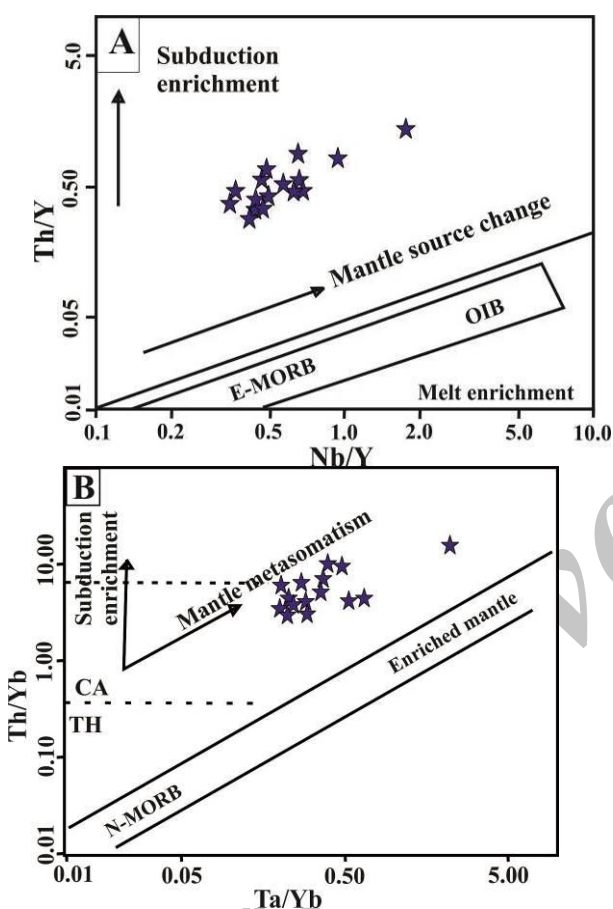 A
Subduction
enrichment
5.0
0.50
0.05
0.01
Th/Y
Mantle source change
OIB
E-MORB
Melt enrichment
0.1
0.2
0.5
1.0
2.0
5.0
10.0
Nb/Y
B
Subduction
enrichment
Mantle metasomatism
Enriched mantle
CA
TH
N-MORB
10.00
1.00
0.10
0.01
Th/Yb
0.01
0.05
0.50
5.00
Ta/Yb